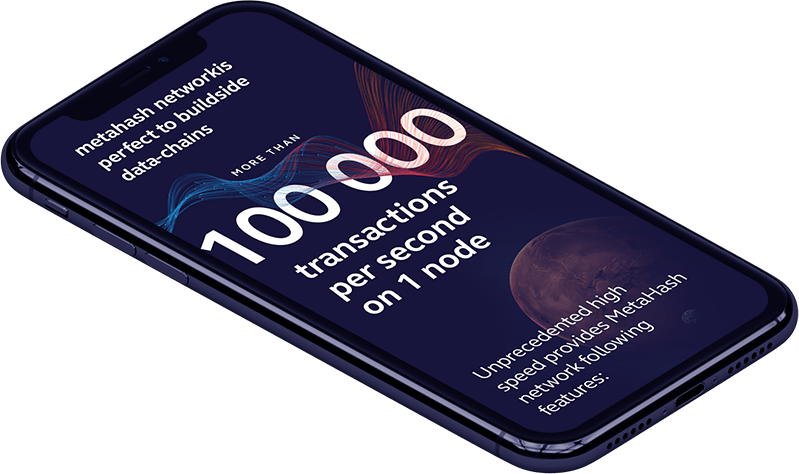 metahash networkis
perfect to buildside
data-chains
MORE THAN
100 000
transactions
per second
on 1 node
Unprecedented high
speed provides MetaHash
network following
features: